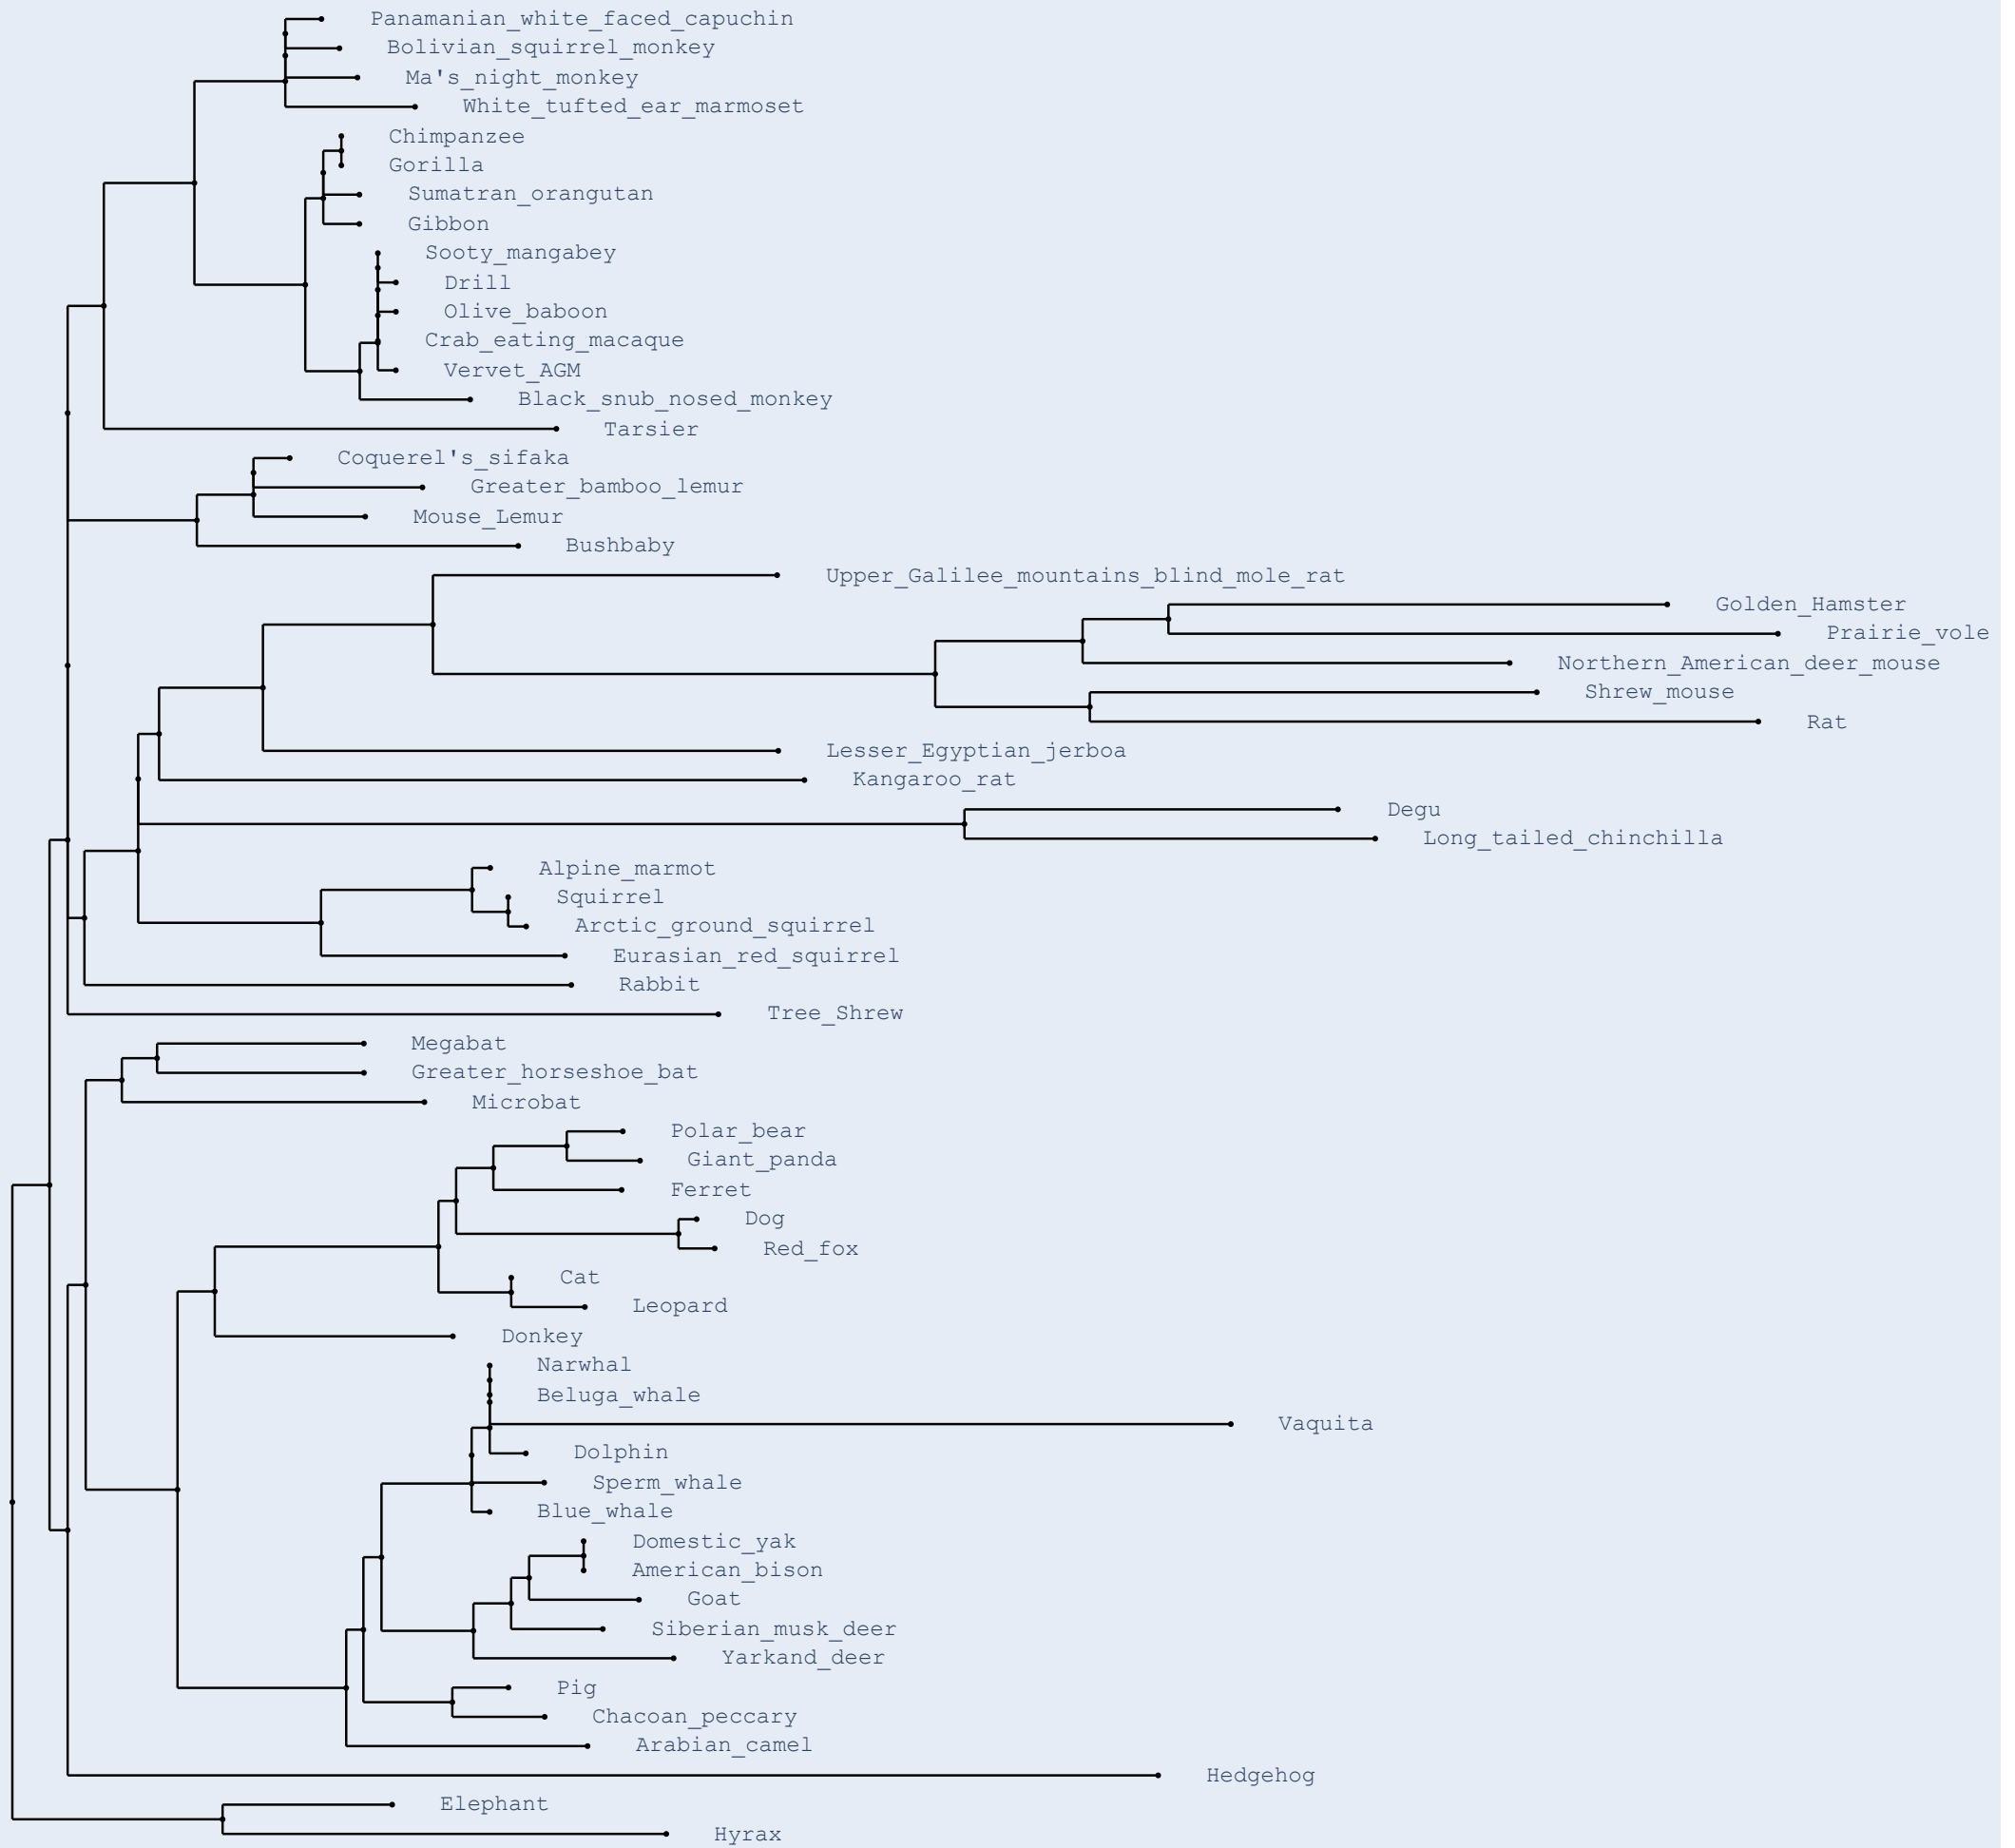 Panamanian_white_faced_capuchin
Bolivian_squirrel_monkey
Ma's_night_monkey
White_tufted_ear_marmoset
Chimpanzee
Gorilla
Sumatran_orangutan
Gibbon
Sooty_mangabey
Drill
Olive_baboon
Crab_eating_macaque
Vervet_AGM
Black_snub_nosed_monkey
Tarsier
Coquerel's_sifaka
Greater_bamboo_lemur
Mouse_Lemur
Bushbaby
Upper_Galilee_mountains_blind_mole_rat
Golden_Hamster
Prairie_vole
Northern_American_deer_mouse
Shrew_mouse
Rat
Lesser_Egyptian_jerboa
Kangaroo_rat
Degu
Long_tailed_chinchilla
Alpine_marmot
Squirrel
Arctic_ground_squirrel
Eurasian_red_squirrel
Rabbit
Tree_Shrew
Megabat
Greater_horseshoe_bat
Microbat
Polar_bear
Giant_panda
Ferret
Dog
Red_fox
Cat
Leopard
Donkey
Narwhal
Beluga_whale
Vaquita
Dolphin
Sperm_whale
Blue_whale
Domestic_yak
American_bison
Goat
Siberian_musk_deer
Yarkand_deer
Pig
Chacoan_peccary
Arabian_camel
Hedgehog
Elephant
Hyrax